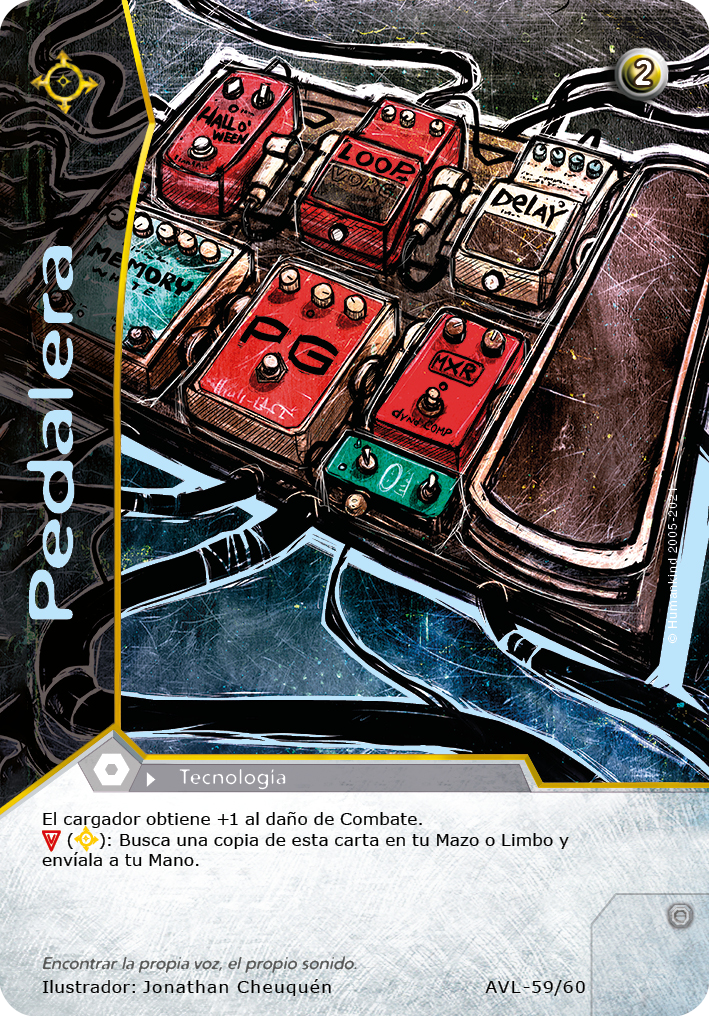 2
Pedalera
HALLO'
WEEN
LOOP
DELAY
MEMORY
WHITE
PG
MXR
dyna comp
© HumanKind 2005-2021
Tecnología
El cargador obtiene +1 al daño de Combate.
( ): Busca una copia de esta carta en tu Mazo o Limbo y
envíala a tu Mano.
Encontrar la propia voz, el propio sonido.
Ilustrador: Jonathan Cheuquén AVL-59/60